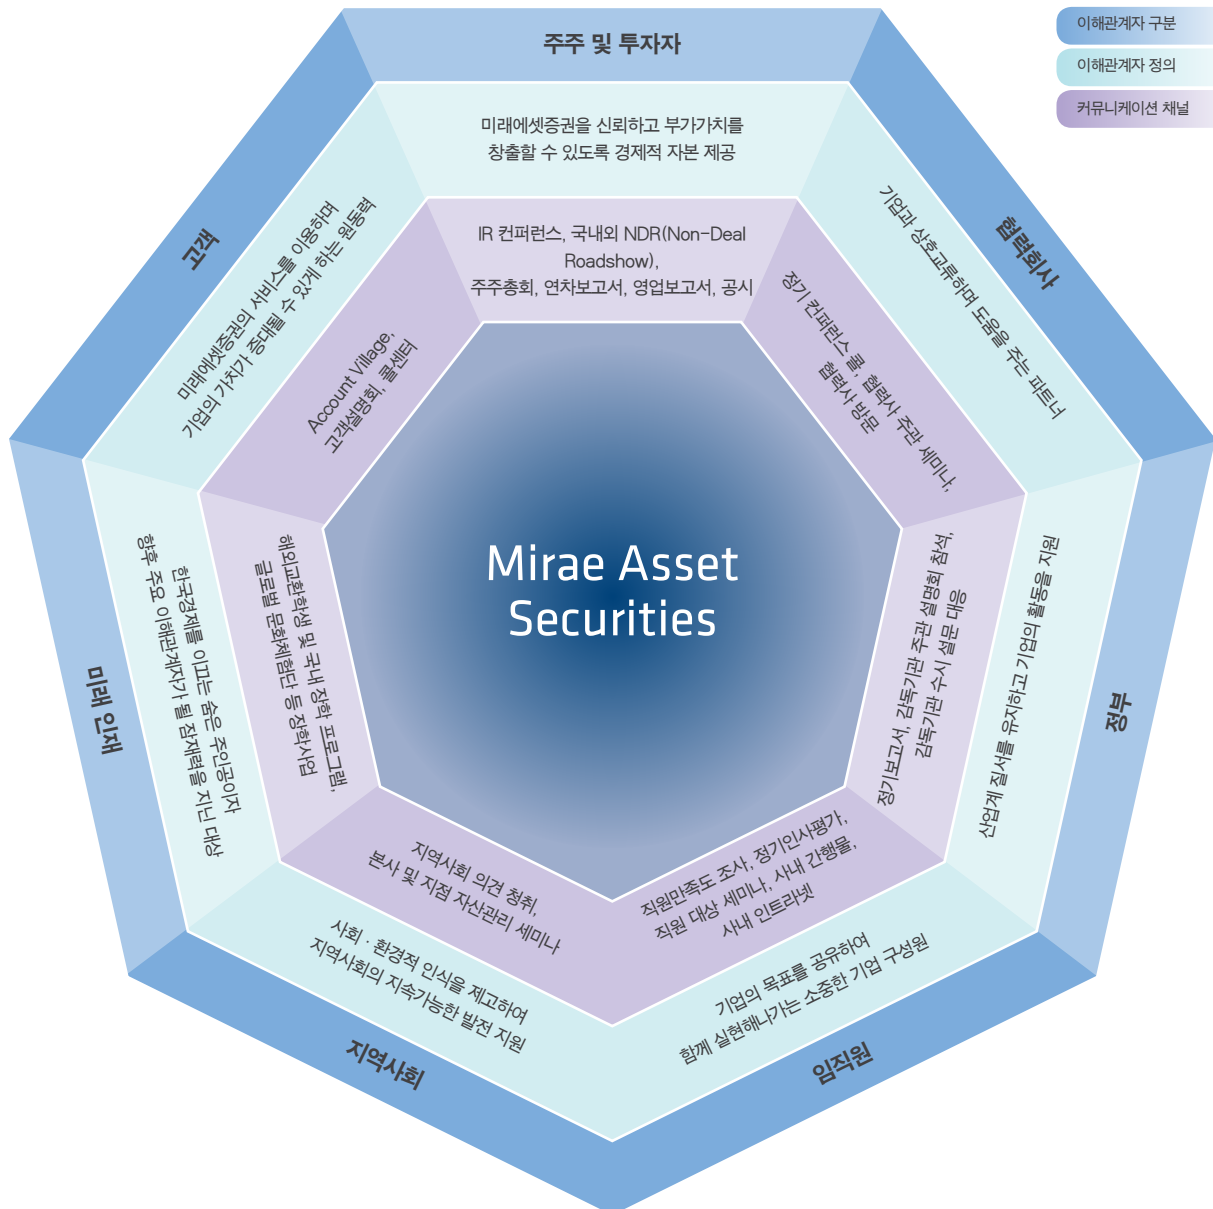 이해관계자 구분
이해관계자 정의
커뮤니케이션 채널
주주 및 투자자
미래에셋증권을 신뢰하고 부가가치를
창출할 수 있도록 경제적 자본 제공
IR 컨퍼런스, 국내외 NDR(Non-Deal
Roadshow),
주주총회, 연차보고서, 영업보고서, 공시
협력회사
기업과 상호교류하며 도움을 주는 파트너
정기 컨퍼런스 콜, 협력사 주관 세미나,
협력사 방문
정부
산업계 질서를 유지하고 기업의 활동을 지원
정기보고서, 감독기관 주관 설명회 참석,
감독기관 수시 설문 대응
임직원
기업의 목표를 공유하여
함께 실현해나가는 소중한 기업 구성원
직원만족도 조사, 정기인사평가,
직원 대상 세미나, 사내 간행물,
사내 인트라넷
지역사회
사회 · 환경적 인식을 제고하여
지역사회의 지속가능한 발전 지원
지역사회 의견 청취,
본사 및 지점 자산관리 세미나
미래 인재
한국경제를 이끄는 숨은 주인공이자
향후 주요 이해관계자가 될 잠재력을 지닌 대상
해외교환학생 및 국내 장학 프로그램,
글로벌 문화체험단 등 장학사업
고객
미래에셋증권의 서비스를 이용하며
기업의 가치가 증대될 수 있게 하는 원동력
Account Village,
고객설명회, 콜센터
Mirae Asset
Securities